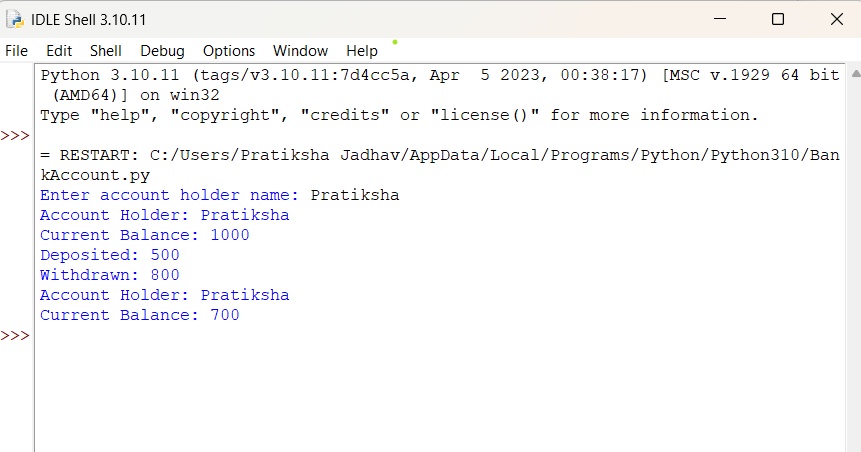 IDLE Shell 3.10.11
File Edit Shell Debug Options Window Help
Python 3.10.11 (tags/v3.10.11:7d4cc5a, Apr  5 2023, 00:38:17) [MSC v.1929 64 bit
 (AMD64)] on win32
Type "help", "copyright", "credits" or "license()" for more information.
>>>
= RESTART: C:/Users/Pratiksha Jadhav/AppData/Local/Programs/Python/Python310/Ban
kAccount.py
Enter account holder name: Pratiksha
Account Holder: Pratiksha
Current Balance: 1000
Deposited: 500
Withdrawn: 800
Account Holder: Pratiksha
Current Balance: 700
>>>